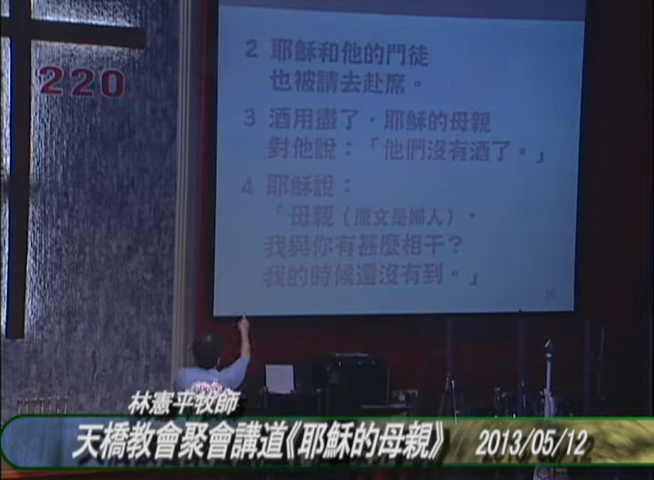 2 耶穌和他的門徒
也被請去赴席。
3 酒用盡了，耶穌的母親
對他說：「他們沒有酒了。」
4 耶穌說：
「母親（原文是婦人），
我與你有甚麼相干？
我的時候還沒有到。」
220
林憲平牧師
天橋教會聚會講道《耶穌的母親》 2013/05/12